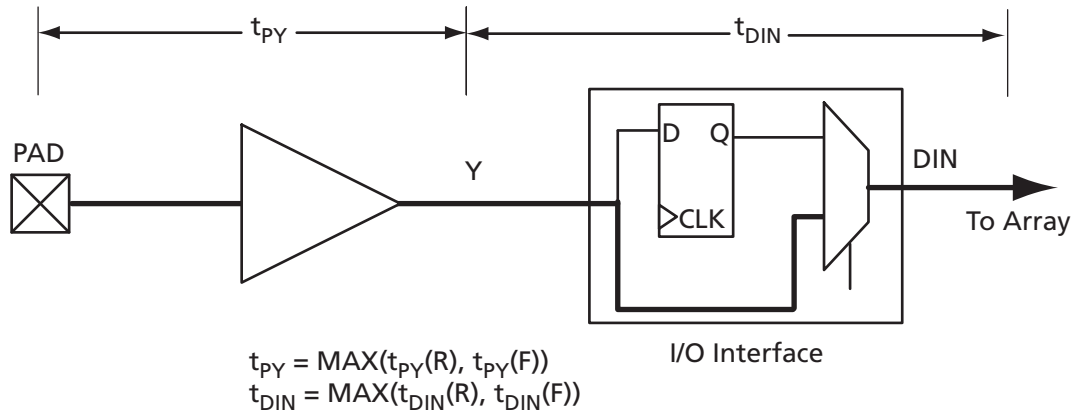 tPY
tDIN
PAD
Y
D Q
CLK
DIN
To Array
I/O Interface
tPY = MAX(tPY(R), tPY(F))
tDIN = MAX(tDIN(R), tDIN(F))